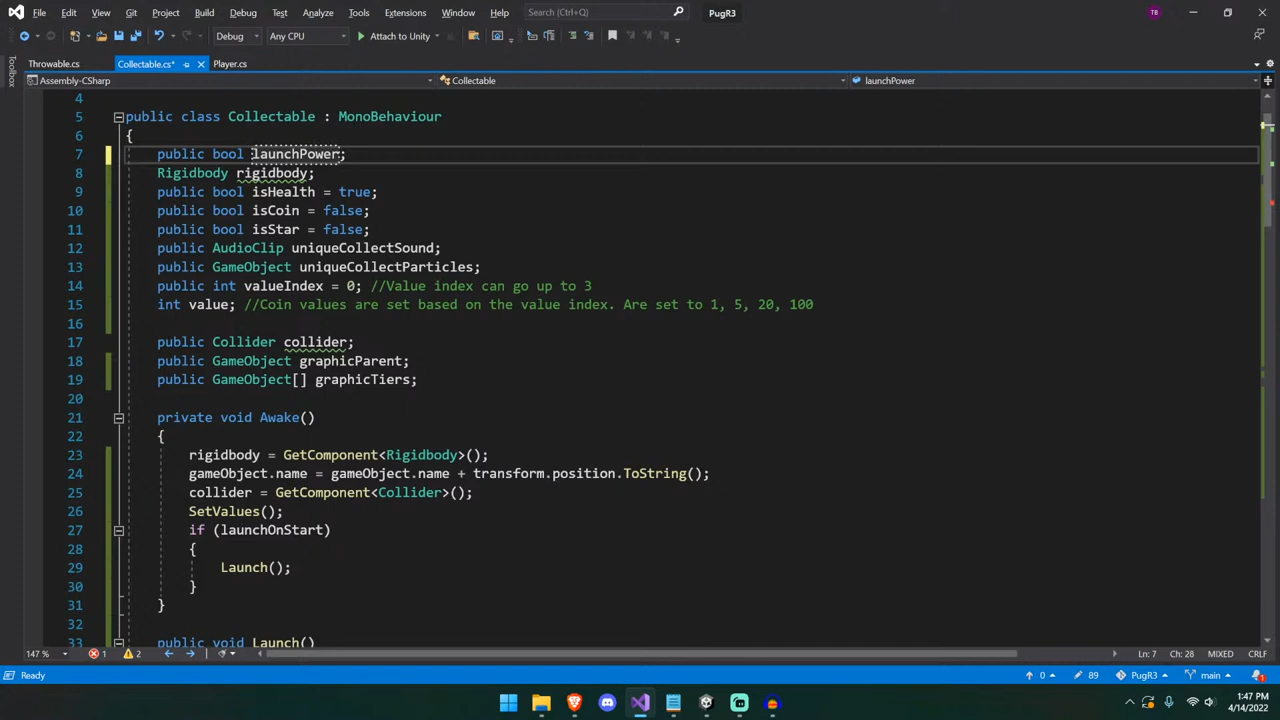 File Edit View Git Project Build Debug Test Analyze Tools Extensions Window Help Search (Ctrl+Q) PugR3 TB
Debug Any CPU Attach to Unity
Throwable.cs Collectable.cs* Player.cs
Toolbox
Assembly-CSharp Collectable launchPower
4
5 public class Collectable : MonoBehaviour
6 {
7 public bool launchPower;
8 Rigidbody rigidbody;
9 public bool isHealth = true;
10 public bool isCoin = false;
11 public bool isStar = false;
12 public AudioClip uniqueCollectSound;
13 public GameObject uniqueCollectParticles;
14 public int valueIndex = 0; //Value index can go up to 3
15 int value; //Coin values are set based on the value index. Are set to 1, 5, 20, 100
16
17 public Collider collider;
18 public GameObject graphicParent;
19 public GameObject[] graphicTiers;
20
21 private void Awake()
22 {
23 rigidbody = GetComponent<Rigidbody>();
24 gameObject.name = gameObject.name + transform.position.ToString();
25 collider = GetComponent<Collider>();
26 SetValues();
27 if (launchOnStart)
28 {
29 Launch();
30 }
31 }
32
33 public void Launch()
147 % 1 2 Ln: 7 Ch: 28 MIXED CRLF
Ready 0 89 PugR3 main 1
1:47 PM
4/14/2022